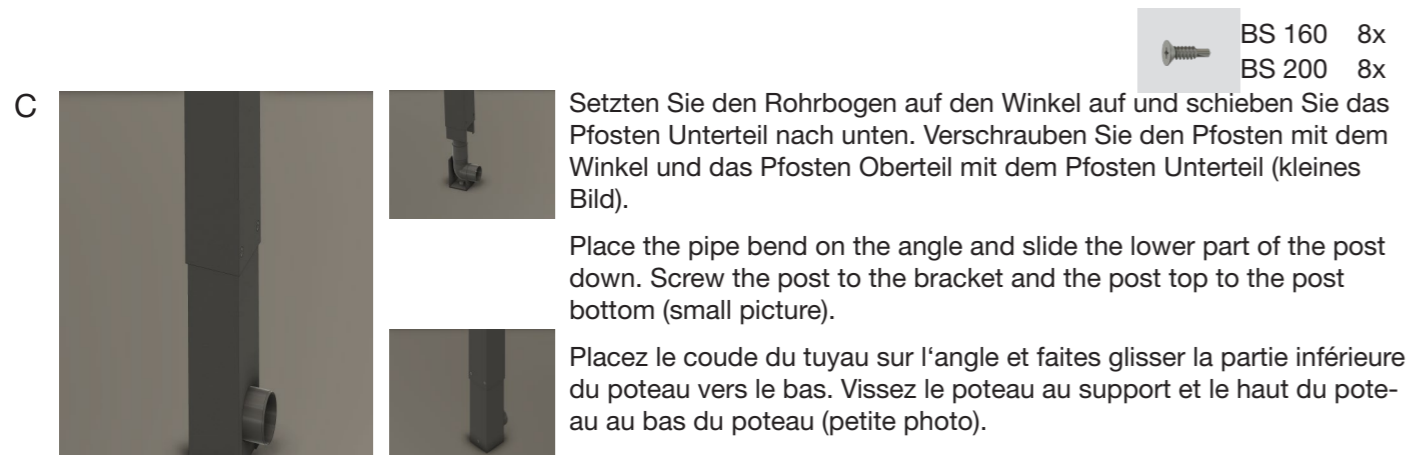 BS 160 8x
BS 200 8x
C
Setzten Sie den Rohrbogen auf den Winkel auf und schieben Sie das
Pfosten Unterteil nach unten. Verschrauben Sie den Pfosten mit dem
Winkel und das Pfosten Oberteil mit dem Pfosten Unterteil (kleines
Bild).
Place the pipe bend on the angle and slide the lower part of the post
down. Screw the post to the bracket and the post top to the post
bottom (small picture).
Placez le coude du tuyau sur l‘angle et faites glisser la partie inférieure
du poteau vers le bas. Vissez le poteau au support et le haut du pote-
au au bas du poteau (petite photo).